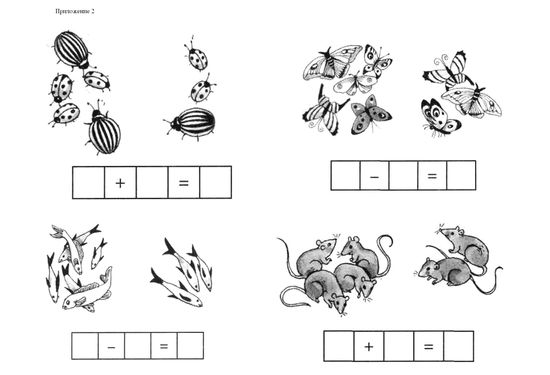 Приложение 2
+ =
- =
- =
+ =